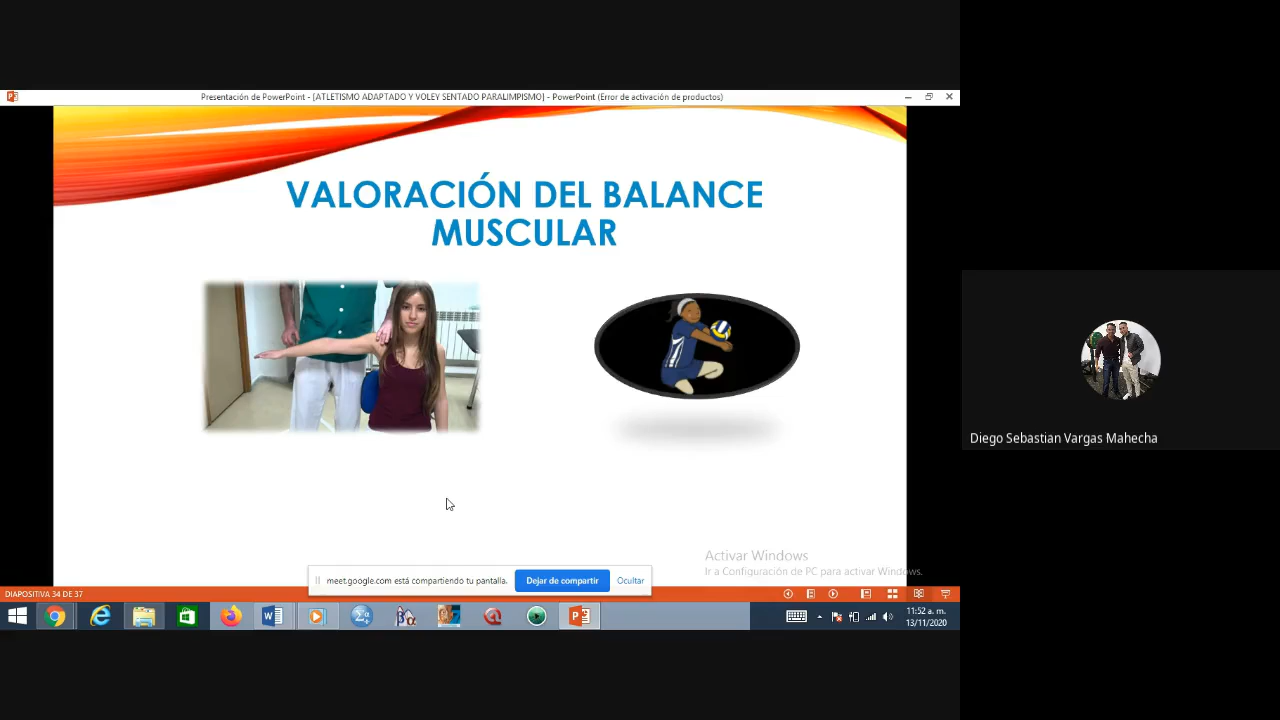 Presentación de PowerPoint - [ATLETISMO ADAPTADO Y VOLEY SENTADO PARALIMPISMO] - PowerPoint (Error de activación de productos)
VALORACIÓN DEL BALANCE
MUSCULAR
Diego Sebastian Vargas Mahecha
Activar Windows
Ir a Configuración de PC para activar Windows.
meet.google.com está compartiendo tu pantalla.
Dejar de compartir
Ocultar
DIAPOSITIVA 34 DE 37
11:52 a. m.
13/11/2020